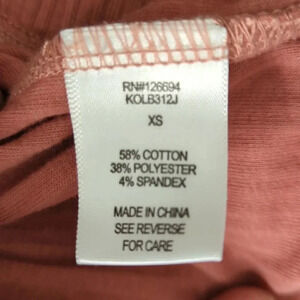 RN#126694
KOLB312J
XS
58% COTTON
38% POLYESTER
4% SPANDEX
MADE IN CHINA
SEE REVERSE
FOR CARE